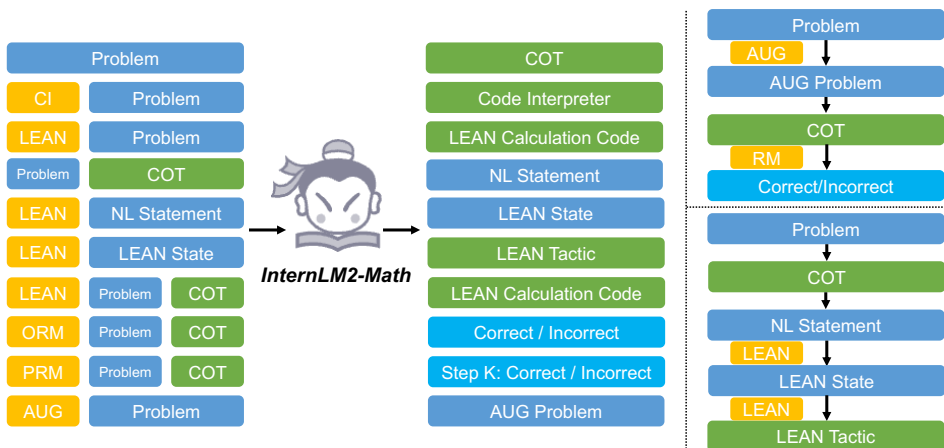 Problem
CI Problem
LEAN Problem
Problem COT
LEAN NL Statement
LEAN LEAN State
LEAN Problem COT
ORM Problem COT
PRM Problem COT
AUG Problem
InternLM2-Math
COT
Code Interpreter
LEAN Calculation Code
NL Statement
LEAN State
LEAN Tactic
LEAN Calculation Code
Correct / Incorrect
Step K: Correct / Incorrect
AUG Problem
Problem
AUG
AUG Problem
COT
RM
Correct/Incorrect
Problem
COT
NL Statement
LEAN
LEAN State
LEAN
LEAN Tactic